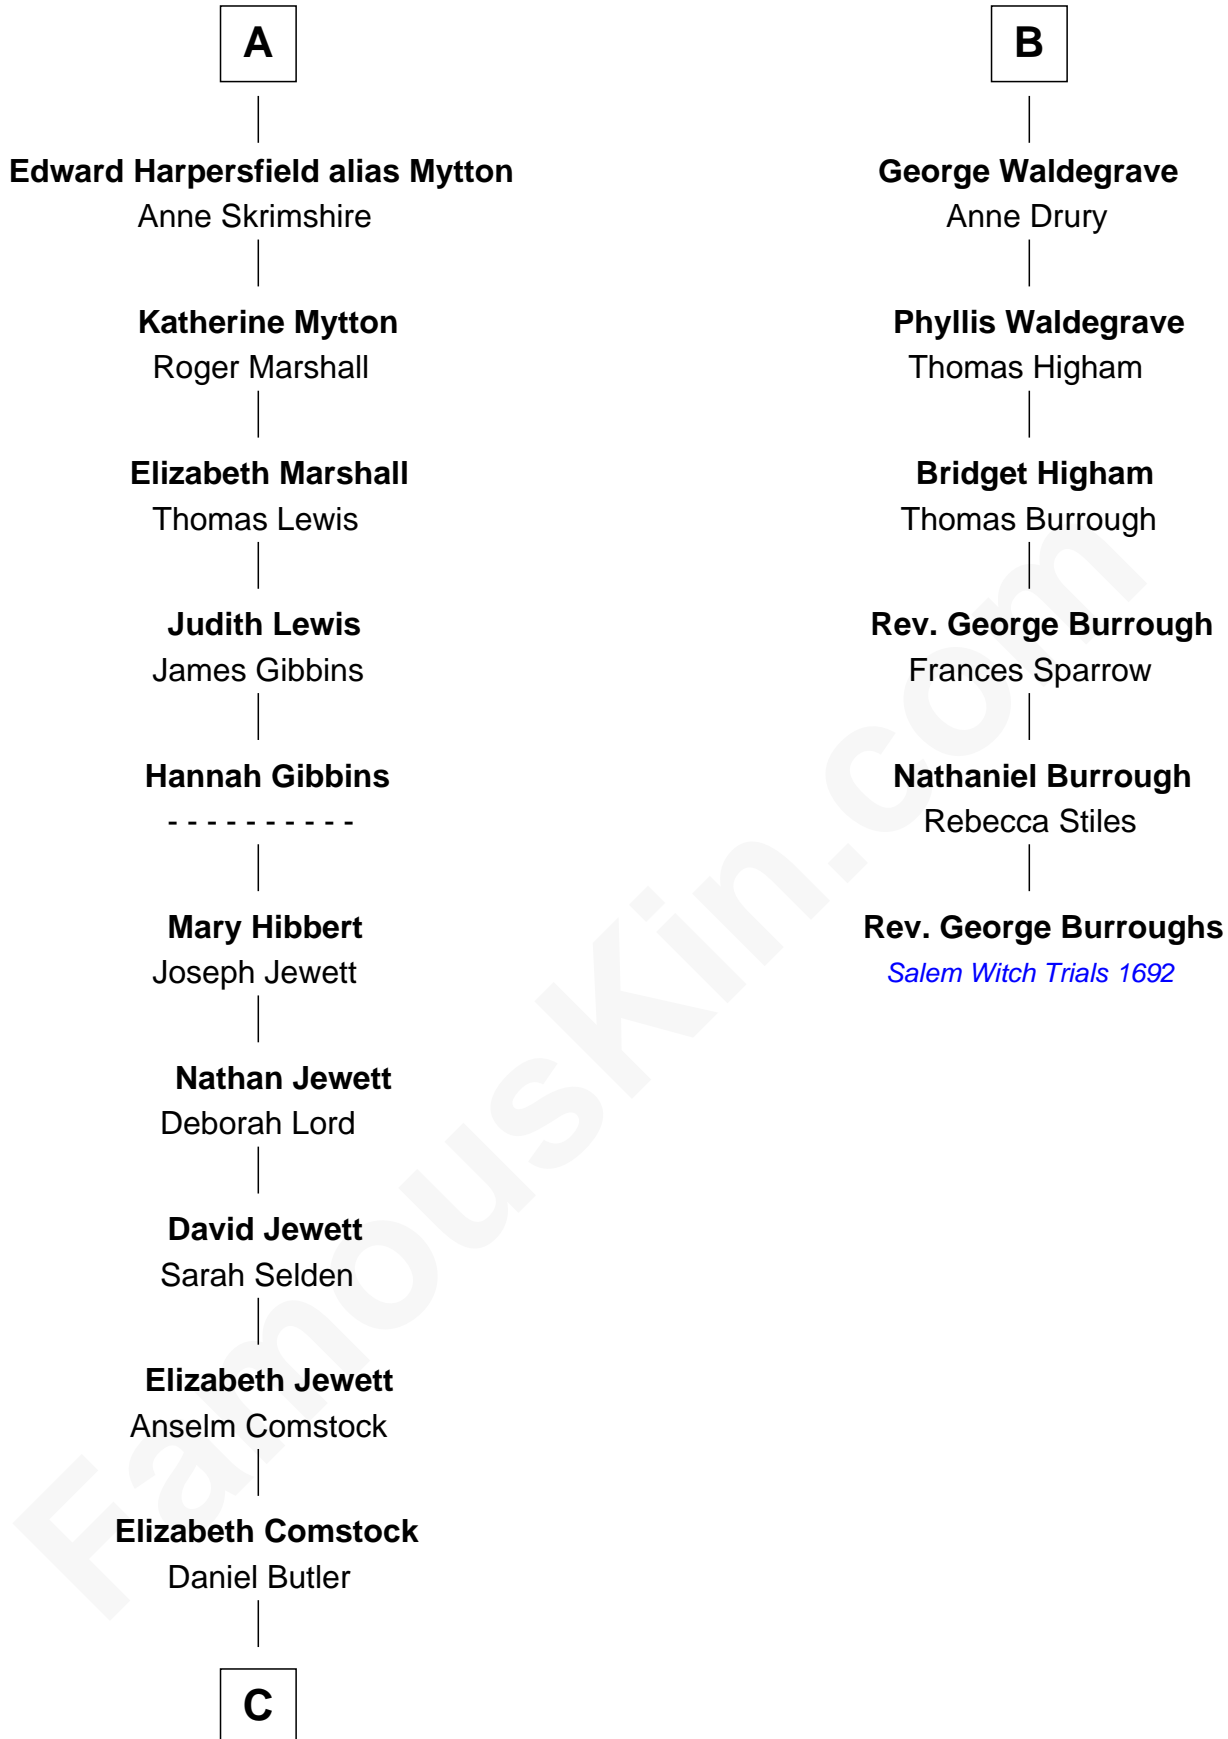 A
Edward Harpersfield alias Mytton
Anne Skrimshire
Katherine Mytton
Roger Marshall
Elizabeth Marshall
Thomas Lewis
Judith Lewis
James Gibbins
Hannah Gibbins
- - - - - - - - - -
Mary Hibbert
Joseph Jewett
Nathan Jewett
Deborah Lord
David Jewett
Sarah Selden
Elizabeth Jewett
Anselm Comstock
Elizabeth Comstock
Daniel Butler
C
B
George Waldegrave
Anne Drury
Phyllis Waldegrave
Thomas Higham
Bridget Higham
Thomas Burrough
Rev. George Burrough
Frances Sparrow
Nathaniel Burrough
Rebecca Stiles
Rev. George Burroughs
Salem Witch Trials 1692
FamousKin.com